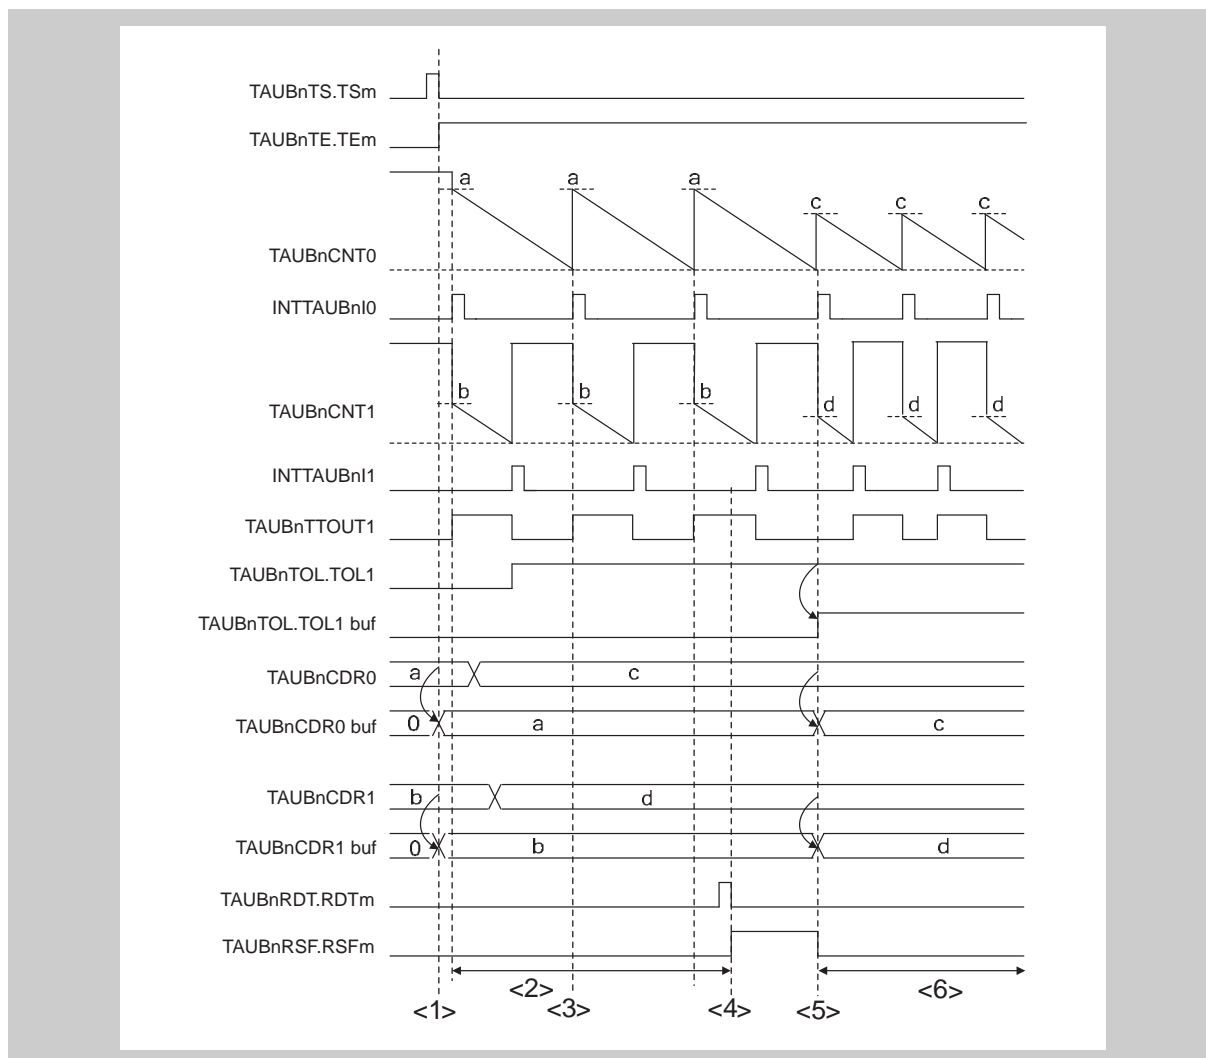 TAUBnTS.TSm
TAUBnTE.TEm
a a a c c c
TAUBnCNT0
INTTAUBnI0
b b b d d d
TAUBnCNT1
INTTAUBnI1
TAUBnTTOUT1
TAUBnTOL.TOL1
TAUBnTOL.TOL1 buf
TAUBnCDR0 a c
TAUBnCDR0 buf 0 a c
TAUBnCDR1 b d
TAUBnCDR1 buf 0 b d
TAUBnRDT.RDTm
TAUBnRSF.RSFm
<2> <6>
<1> <3> <4> <5>